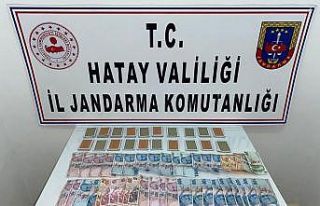 T.C.
HATAY VALİLİĞİ
İL JANDARMA KOMUTANLIĞI